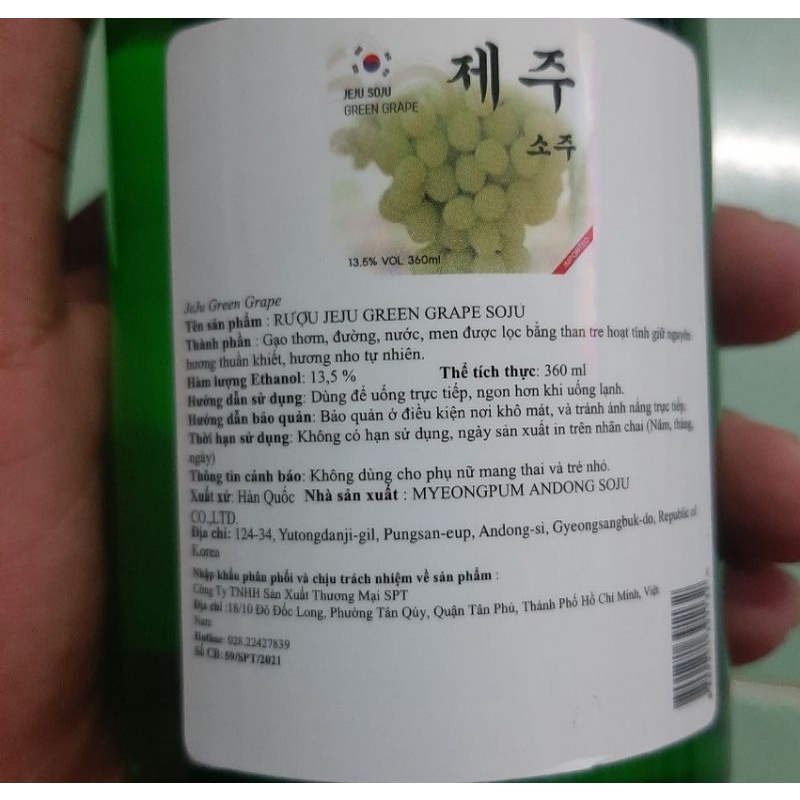 제주
JEJU SOJU
GREEN GRAPE
소주
13.5% VOL 360ml
IMPORTED
JeJu Green Grape
Tên sản phẩm : RƯỢU JEJU GREEN GRAPE SOJU
Thành phần : Gạo thơm, đường, nước, men được lọc bằng than tre hoạt tính giữ nguyên
hương thuần khiết, hương nho tự nhiên.
Hàm lượng Ethanol: 13,5 % Thể tích thực: 360 ml
Hướng dẫn sử dụng: Dùng để uống trực tiếp, ngon hơn khi uống lạnh.
Hướng dẫn bảo quản: Bảo quản ở điều kiện nơi khô mát, và tránh ánh nắng trực tiếp.
Thời hạn sử dụng: Không có hạn sử dụng, ngày sản xuất in trên nhãn chai (Năm, tháng,
ngày)
Thông tin cảnh báo: Không dùng cho phụ nữ mang thai và trẻ nhỏ.
Xuất xứ: Hàn Quốc Nhà sản xuất : MYEONGPUM ANDONG SOJU
CO.,LTD.
Địa chỉ: 124-34, Yutongdanji-gil, Pungsan-eup, Andong-si, Gyeongsangbuk-do, Republic of
Korea
Nhập khẩu phân phối và chịu trách nhiệm về sản phẩm :
Công Ty TNHH Sản Xuất Thương Mại SPT
Địa chỉ :18/10 Đô Đốc Long, Phường Tân Qúy, Quận Tân Phú, Thành Phố Hồ Chí Minh, Việt
Nam
Hotline: 028.22427839
Số CB: 59/SPT/2021